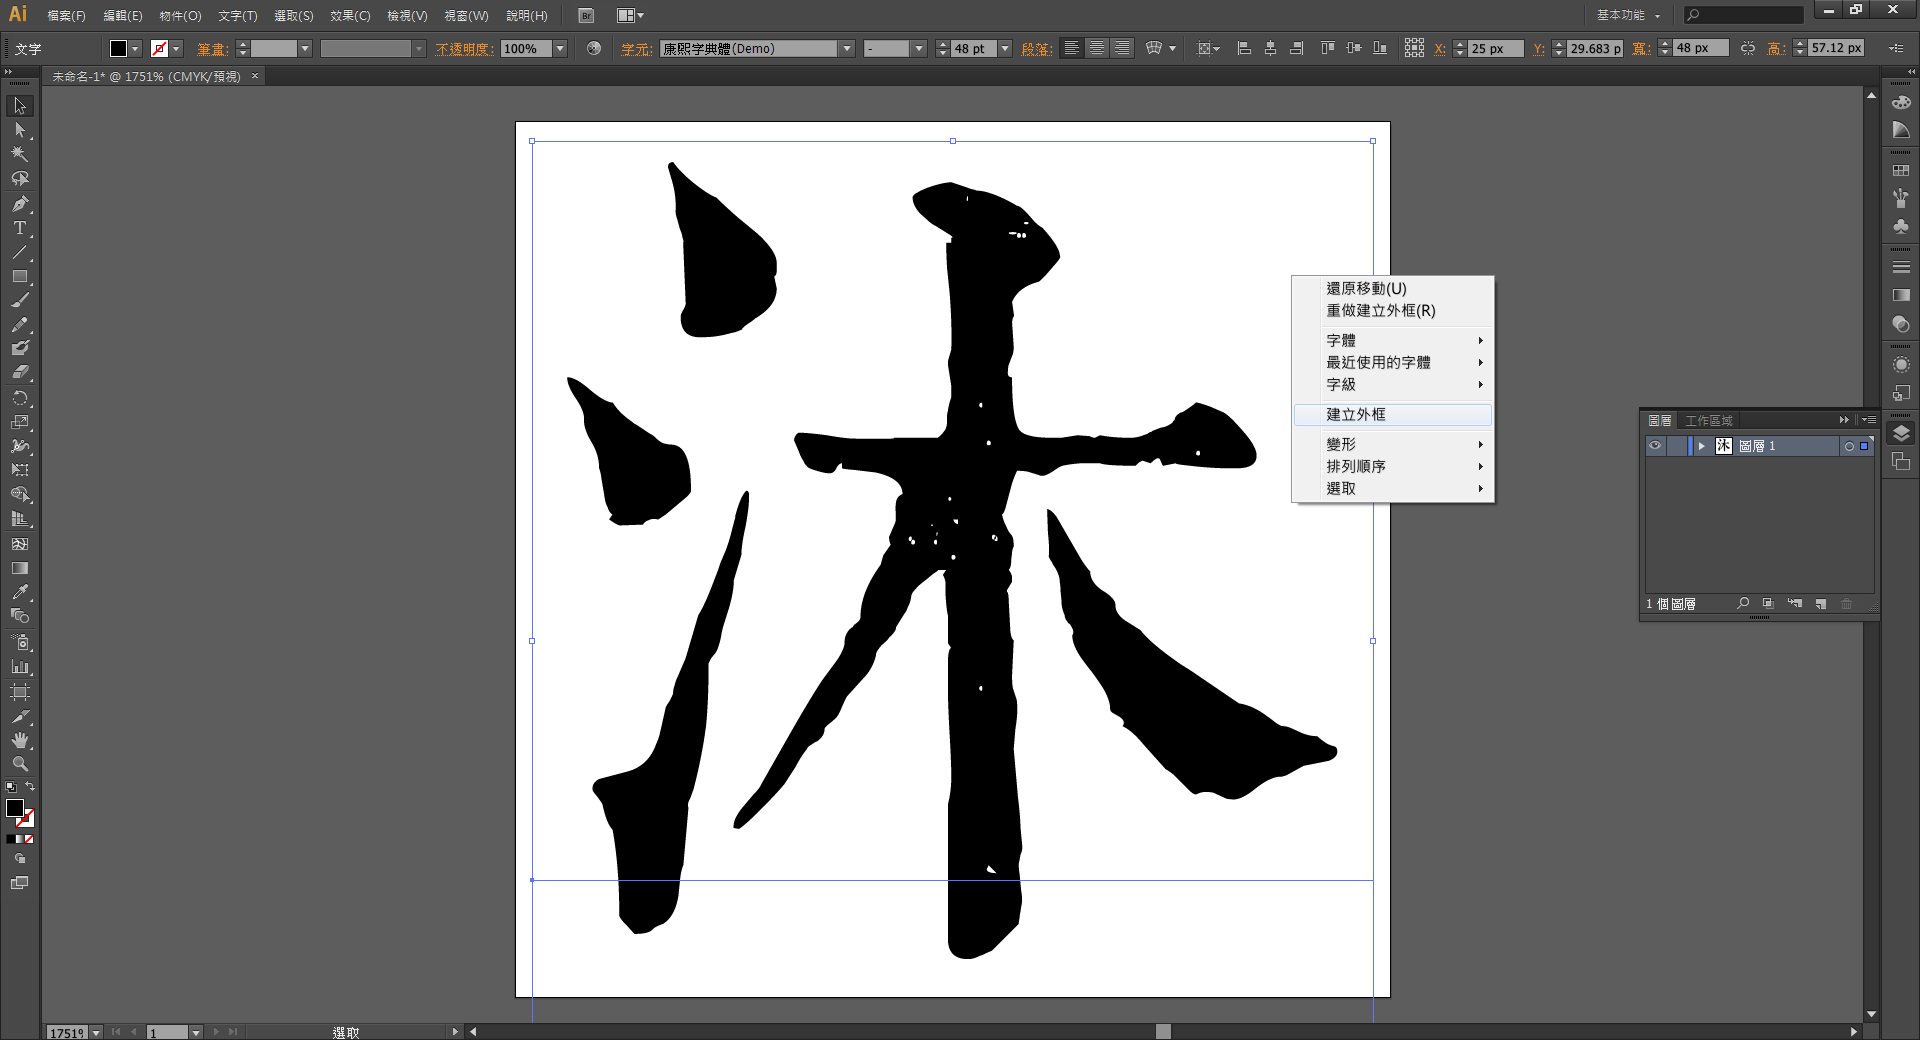 Ai 檔案(F) 編輯(E) 物件(O) 文字(T) 選取(S) 效果(C) 檢視(V) 視窗(W) 說明(H) Br 基本功能
文字 筆畫: 不透明度: 100% 字元: 康熙字典體(Demo) - 48 pt 段落: X: 25 px Y: 29.683 p 寬: 48 px 高: 57.12 px
未命名-1* @ 1751% (CMYK/預視) ×
沐
還原移動(U)
重做建立外框(R)
字體
最近使用的字體
字級
建立外框
變形
排列順序
選取
圖層 工作區域
沐 圖層 1
1 個圖層
1751% 1 選取